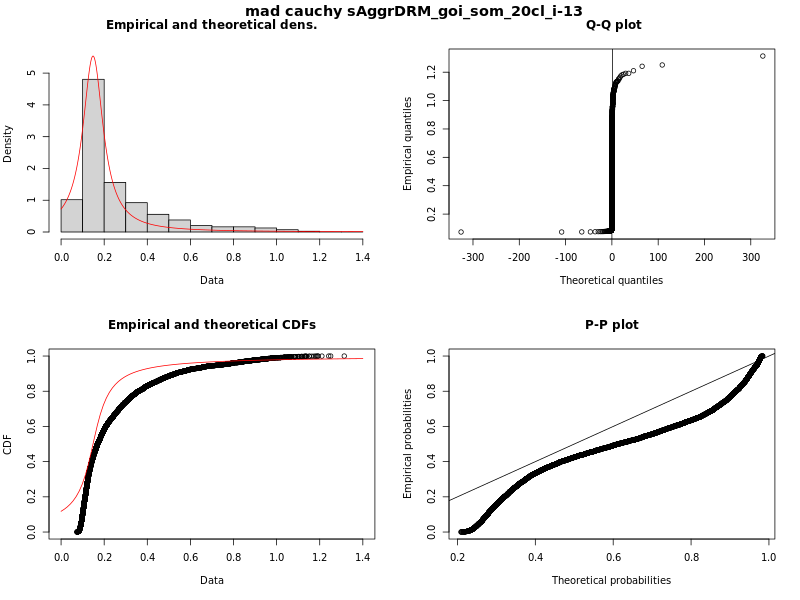 mad cauchy sAggrDRM_goi_som_20cl_i-13
Empirical and theoretical dens.
Density
0 1 2 3 4 5
0.0 0.2 0.4 0.6 0.8 1.0 1.2 1.4
Data
Q-Q plot
Empirical quantiles
0.2 0.4 0.6 0.8 1.0 1.2
-300 -200 -100 0 100 200 300
Theoretical quantiles
Empirical and theoretical CDFs
CDF
0.0 0.2 0.4 0.6 0.8 1.0
0.0 0.2 0.4 0.6 0.8 1.0 1.2 1.4
Data
P-P plot
Empirical probabilities
0.0 0.2 0.4 0.6 0.8 1.0
0.2 0.4 0.6 0.8 1.0
Theoretical probabilities